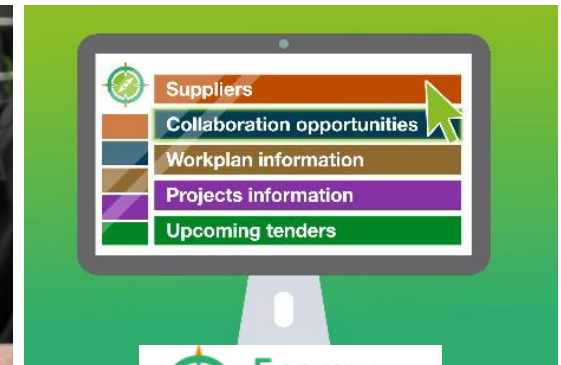 Suppliers
Collaboration opportunities
Workplan information
Projects information
Upcoming tenders